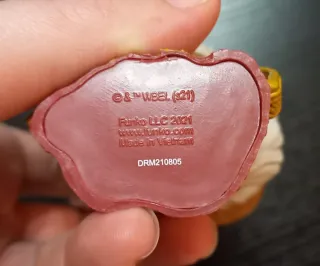 © & ™ WBEI. (s21)
Funko LLC 2021
www.funko.com
Made in Vietnam
DRM210805